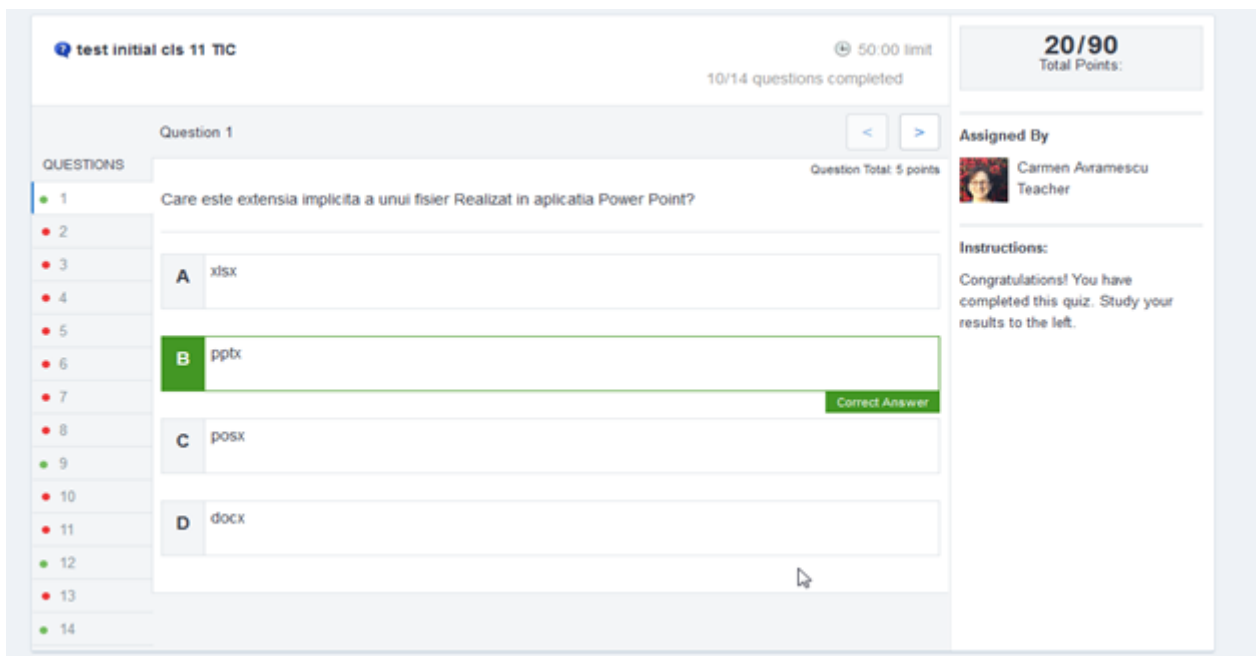 test initial cls 11 TIC
50:00 limit
10/14 questions completed
20/90
Total Points:
Question 1
<
>
QUESTIONS
Question Total: 5 points
1
2
3
4
5
6
7
8
9
10
11
12
13
14
Care este extensia implicita a unui fisier Realizat in aplicatia Power Point?
A xlsx
B pptx
Correct Answer
C posx
D docx
Assigned By
Carmen Avramescu
Teacher
Instructions:
Congratulations! You have
completed this quiz. Study your
results to the left.